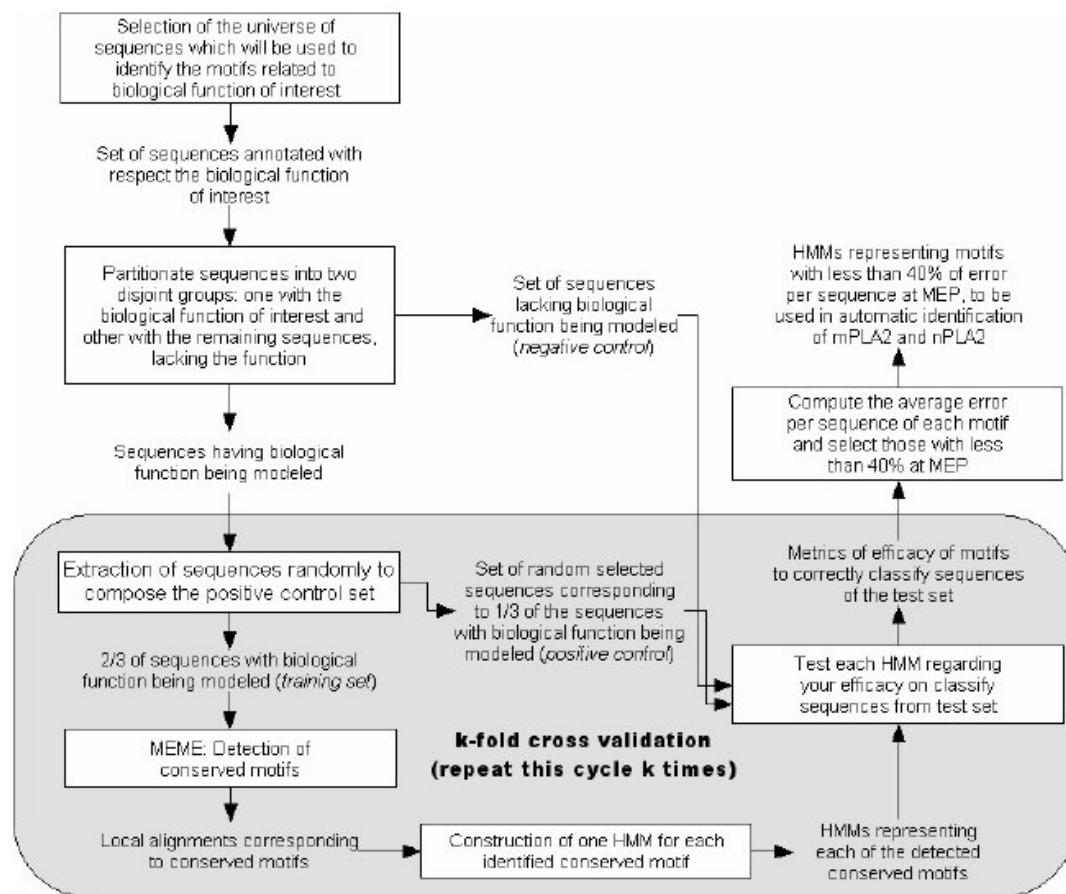 Selection of the universe of
sequences which will be used to
identify the motifs related to
biological function of interest
Set of sequences annotated with
respect the biological function
of interest
Partitionate sequences into two
disjoint groups: one with the
biological function of interest and
other with the remaining sequences,
lacking the function
Set of sequences
lacking biological
function being modeled
(negative control)
HMMs representing motifs
with less than 40% of error
per sequence at MEP, to be
used in automatic identification
of mPLA2 and nPLA2
Compute the average error
per sequence of each motif
and select those with less
than 40% at MEP
Sequences having biological
function being modeled
Extraction of sequences randomly to
compose the positive control set
Set of random selected
sequences corresponding
to 1/3 of the sequences
with biological function being
modeled (positive control)
Metrics of efficacy of motifs
to correctly classify sequences
of the test set
2/3 of sequences with biological
function being modeled (training set)
Test each HMM regarding
your efficacy on classify
sequences from test set
MEME: Detection of
conserved motifs
k-fold cross validation
(repeat this cycle k times)
Local alignments corresponding
to conserved motifs
Construction of one HMM for each
identified conserved motif
HMMs representing
each of the detected
conserved motifs